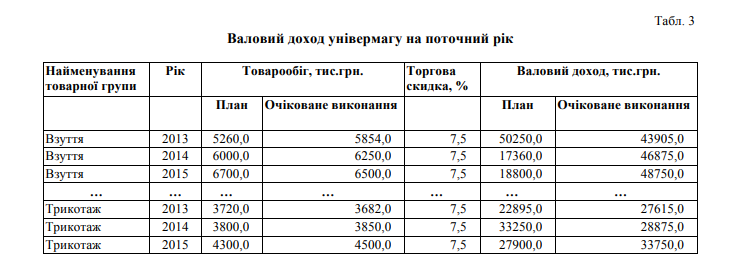 Табл. 3
Валовий доход універмагу на поточний рік
Найменування товарної групи Рік Товарообіг, тис.грн. Торгова скидка, % Валовий доход, тис.грн.
План Очіковане виконання План Очіковане виконання
Взуття 2013 5260,0 5854,0 7,5 50250,0 43905,0
Взуття 2014 6000,0 6250,0 7,5 17360,0 46875,0
Взуття 2015 6700,0 6500,0 7,5 18800,0 48750,0
... ... ... ... ... ... ...
Трикотаж 2013 3720,0 3682,0 7,5 22895,0 27615,0
Трикотаж 2014 3800,0 3850,0 7,5 33250,0 28875,0
Трикотаж 2015 4300,0 4500,0 7,5 27900,0 33750,0